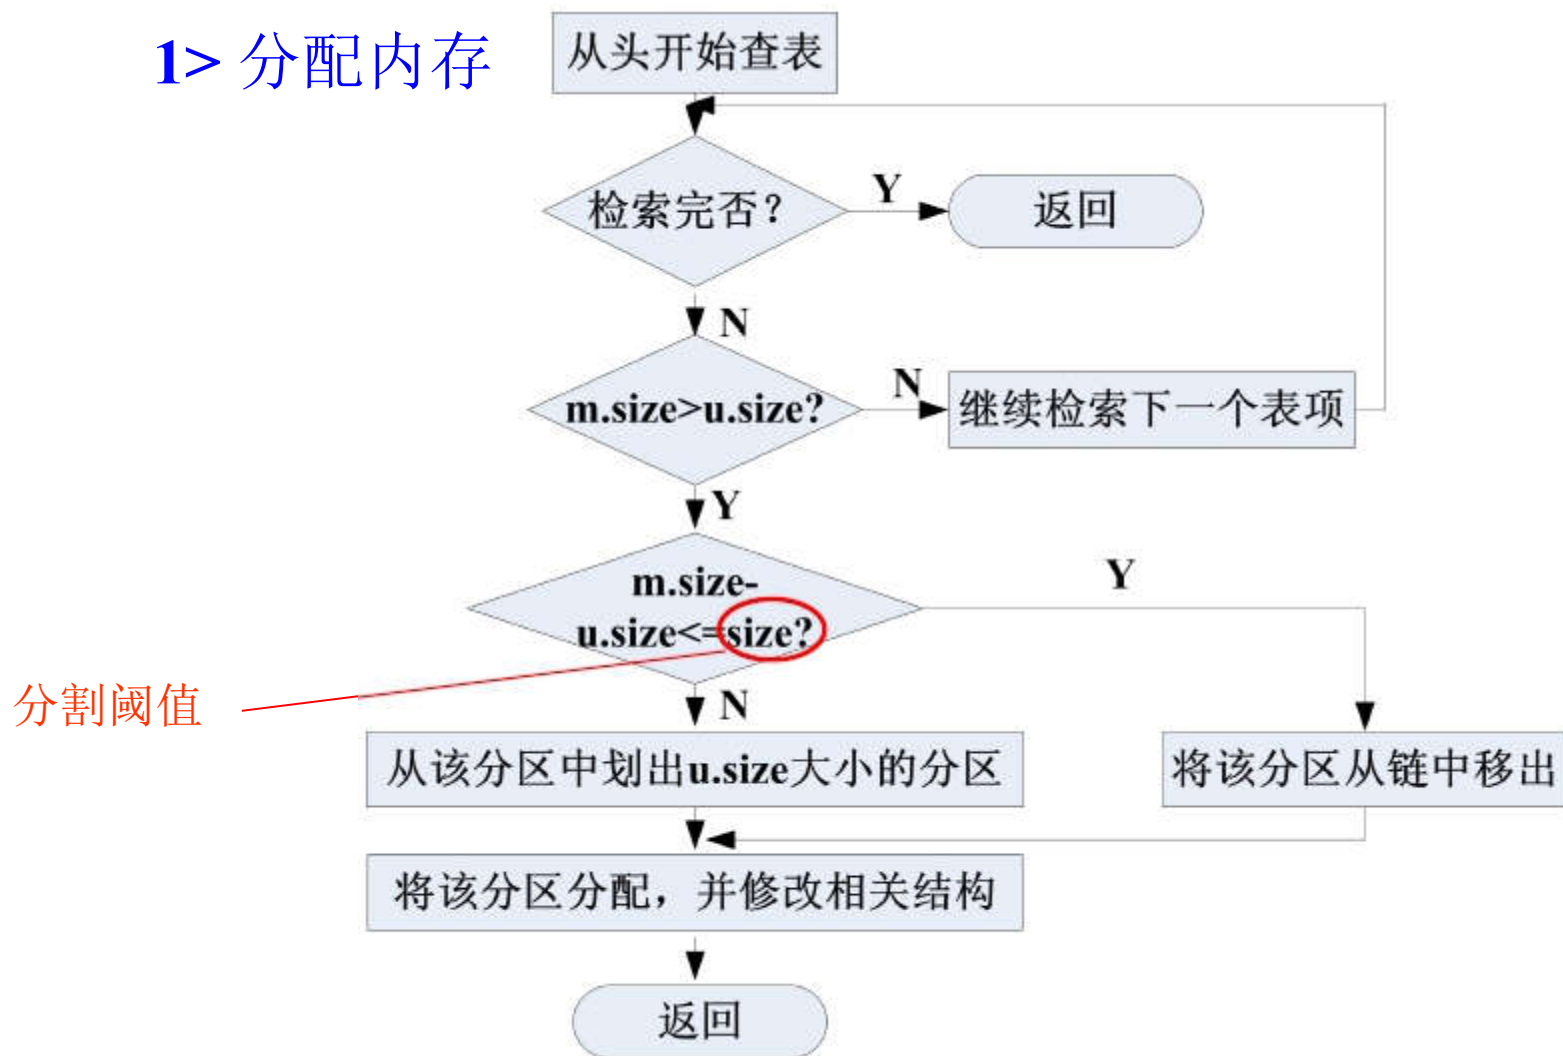 1> 分配内存
从头开始查表
检索完否？
Y
返回
N
m.size>u.size?
N
继续检索下一个表项
Y
m.size-
u.size<=size?
Y
分割阈值
N
从该分区中划出u.size大小的分区
将该分区从链中移出
将该分区分配，并修改相关结构
返回